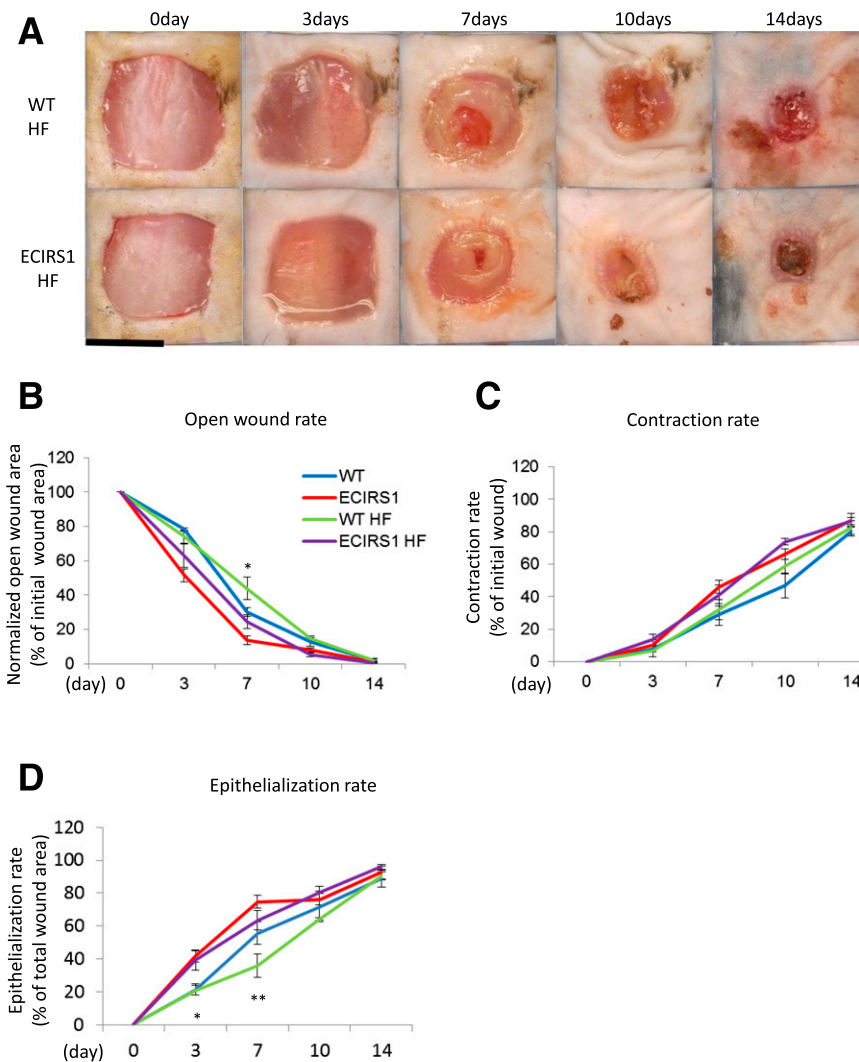 A
0day 3days 7days 10days 14days
WT
HF
ECIRS1
HF
B
Open wound rate
Normalized open wound area
(% of initial wound area)
120
100
80
60
40
20
0
*
WT
ECIRS1
WT HF
ECIRS1 HF
(day) 0 3 7 10 14
C
Contraction rate
Contraction rate
(% of initial wound)
120
100
80
60
40
20
0
(day) 0 3 7 10 14
D
Epithelialization rate
Epithelialization rate
(% of total wound area)
120
100
80
60
40
20
0
*
**
(day) 0 3 7 10 14